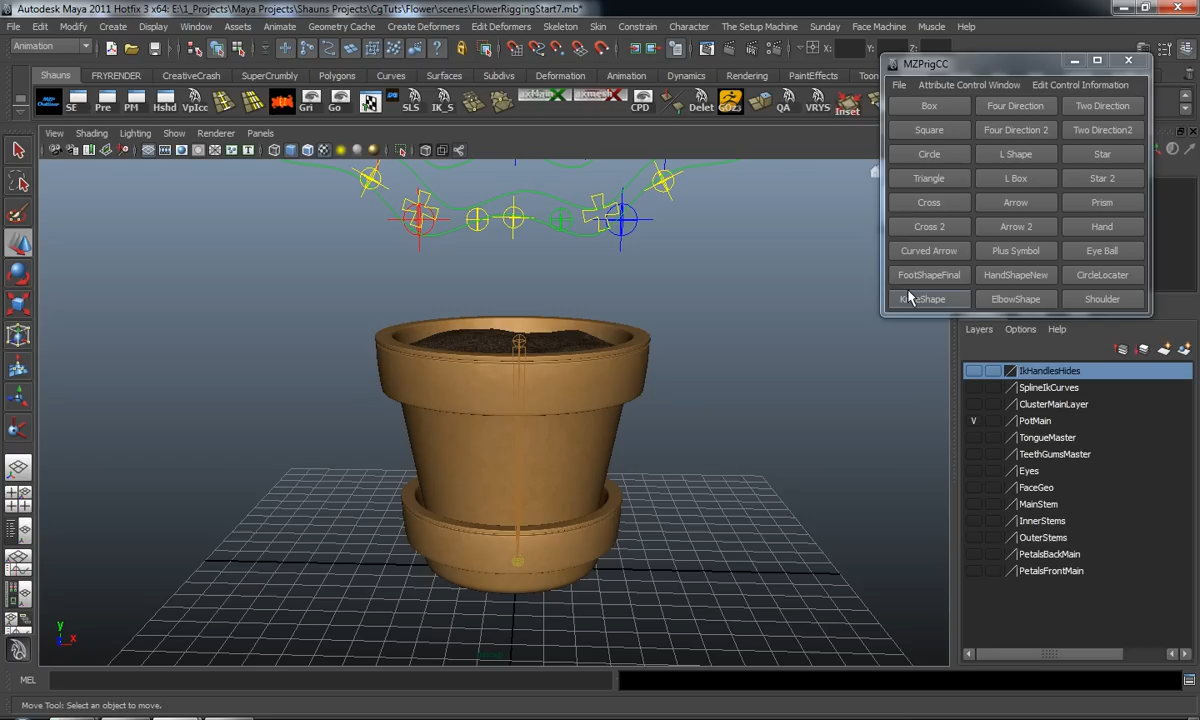 Autodesk Maya 2011 Hotfix 3 x64: E:\1_Projects\Maya Projects\Shauns Projects\CgTuts\Flower\scenes\FlowerRiggingStart7.mb*
File Edit Modify Create Display Window Assets Animate Geometry Cache Create Deformers Edit Deformers Skeleton Skin Constrain Character The Setup Machine Subway Face Machine Muscle Help
Animation X: Y: Z:
Shauns FRYRENDER CreativeCrash SuperCrumbly Polygons Curves Surfaces Subdivs Deformation Animation Dynamics Rendering PaintEffects Toon
SE Pre PM Hshd VpIcc Gri Go SLS IK_S CPD Delet GOz3 QA VRYS Inset
View Shading Lighting Show Renderer Panels
MZPrigCC
File Attribute Control Window Edit Control Information
Box Four Direction Two Direction
Square Four Direction 2 Two Direction2
Circle L Shape Star
Triangle L Box Star 2
Cross Arrow Prism
Cross 2 Arrow 2 Hand
Curved Arrow Plus Symbol Eye Ball
FootShapeFinal HandShapeNew CircleLocater
ElbowShape Shoulder
Layers Options Help
IkHandlesHides
SplineIkCurves
ClusterMainLayer
V PotMain
TongueMaster
TeethGumsMaster
Eyes
FaceGeo
MainStem
InnerStems
OuterStems
PetalsBackMain
PetalsFrontMain
y
x
MEL
Move Tool: Select an object to move.